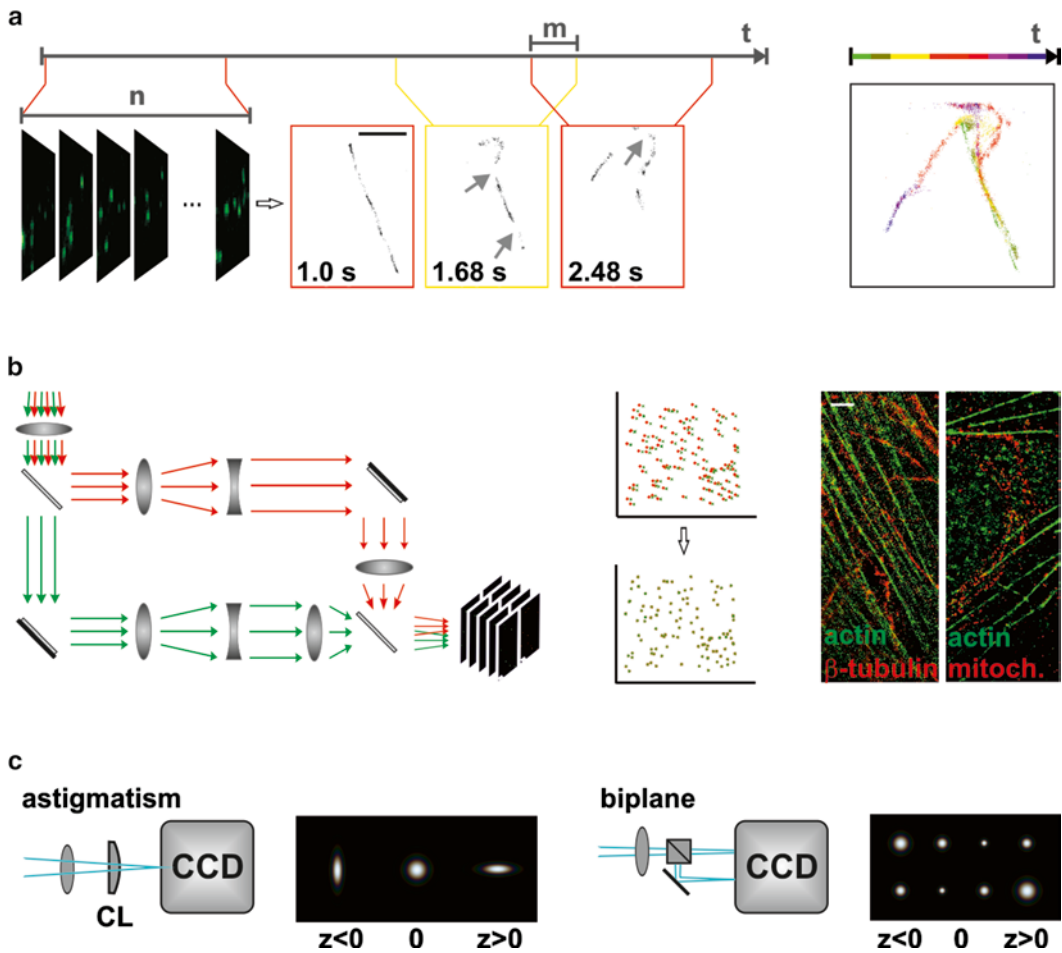 a
m
t
t
n
...
1.0 s
1.68 s
2.48 s
b
actin
β-tubulin
actin
mitoch.
c
astigmatism
biplane
CCD
CL
z<0 0 z>0
CCD
z<0 0 z>0